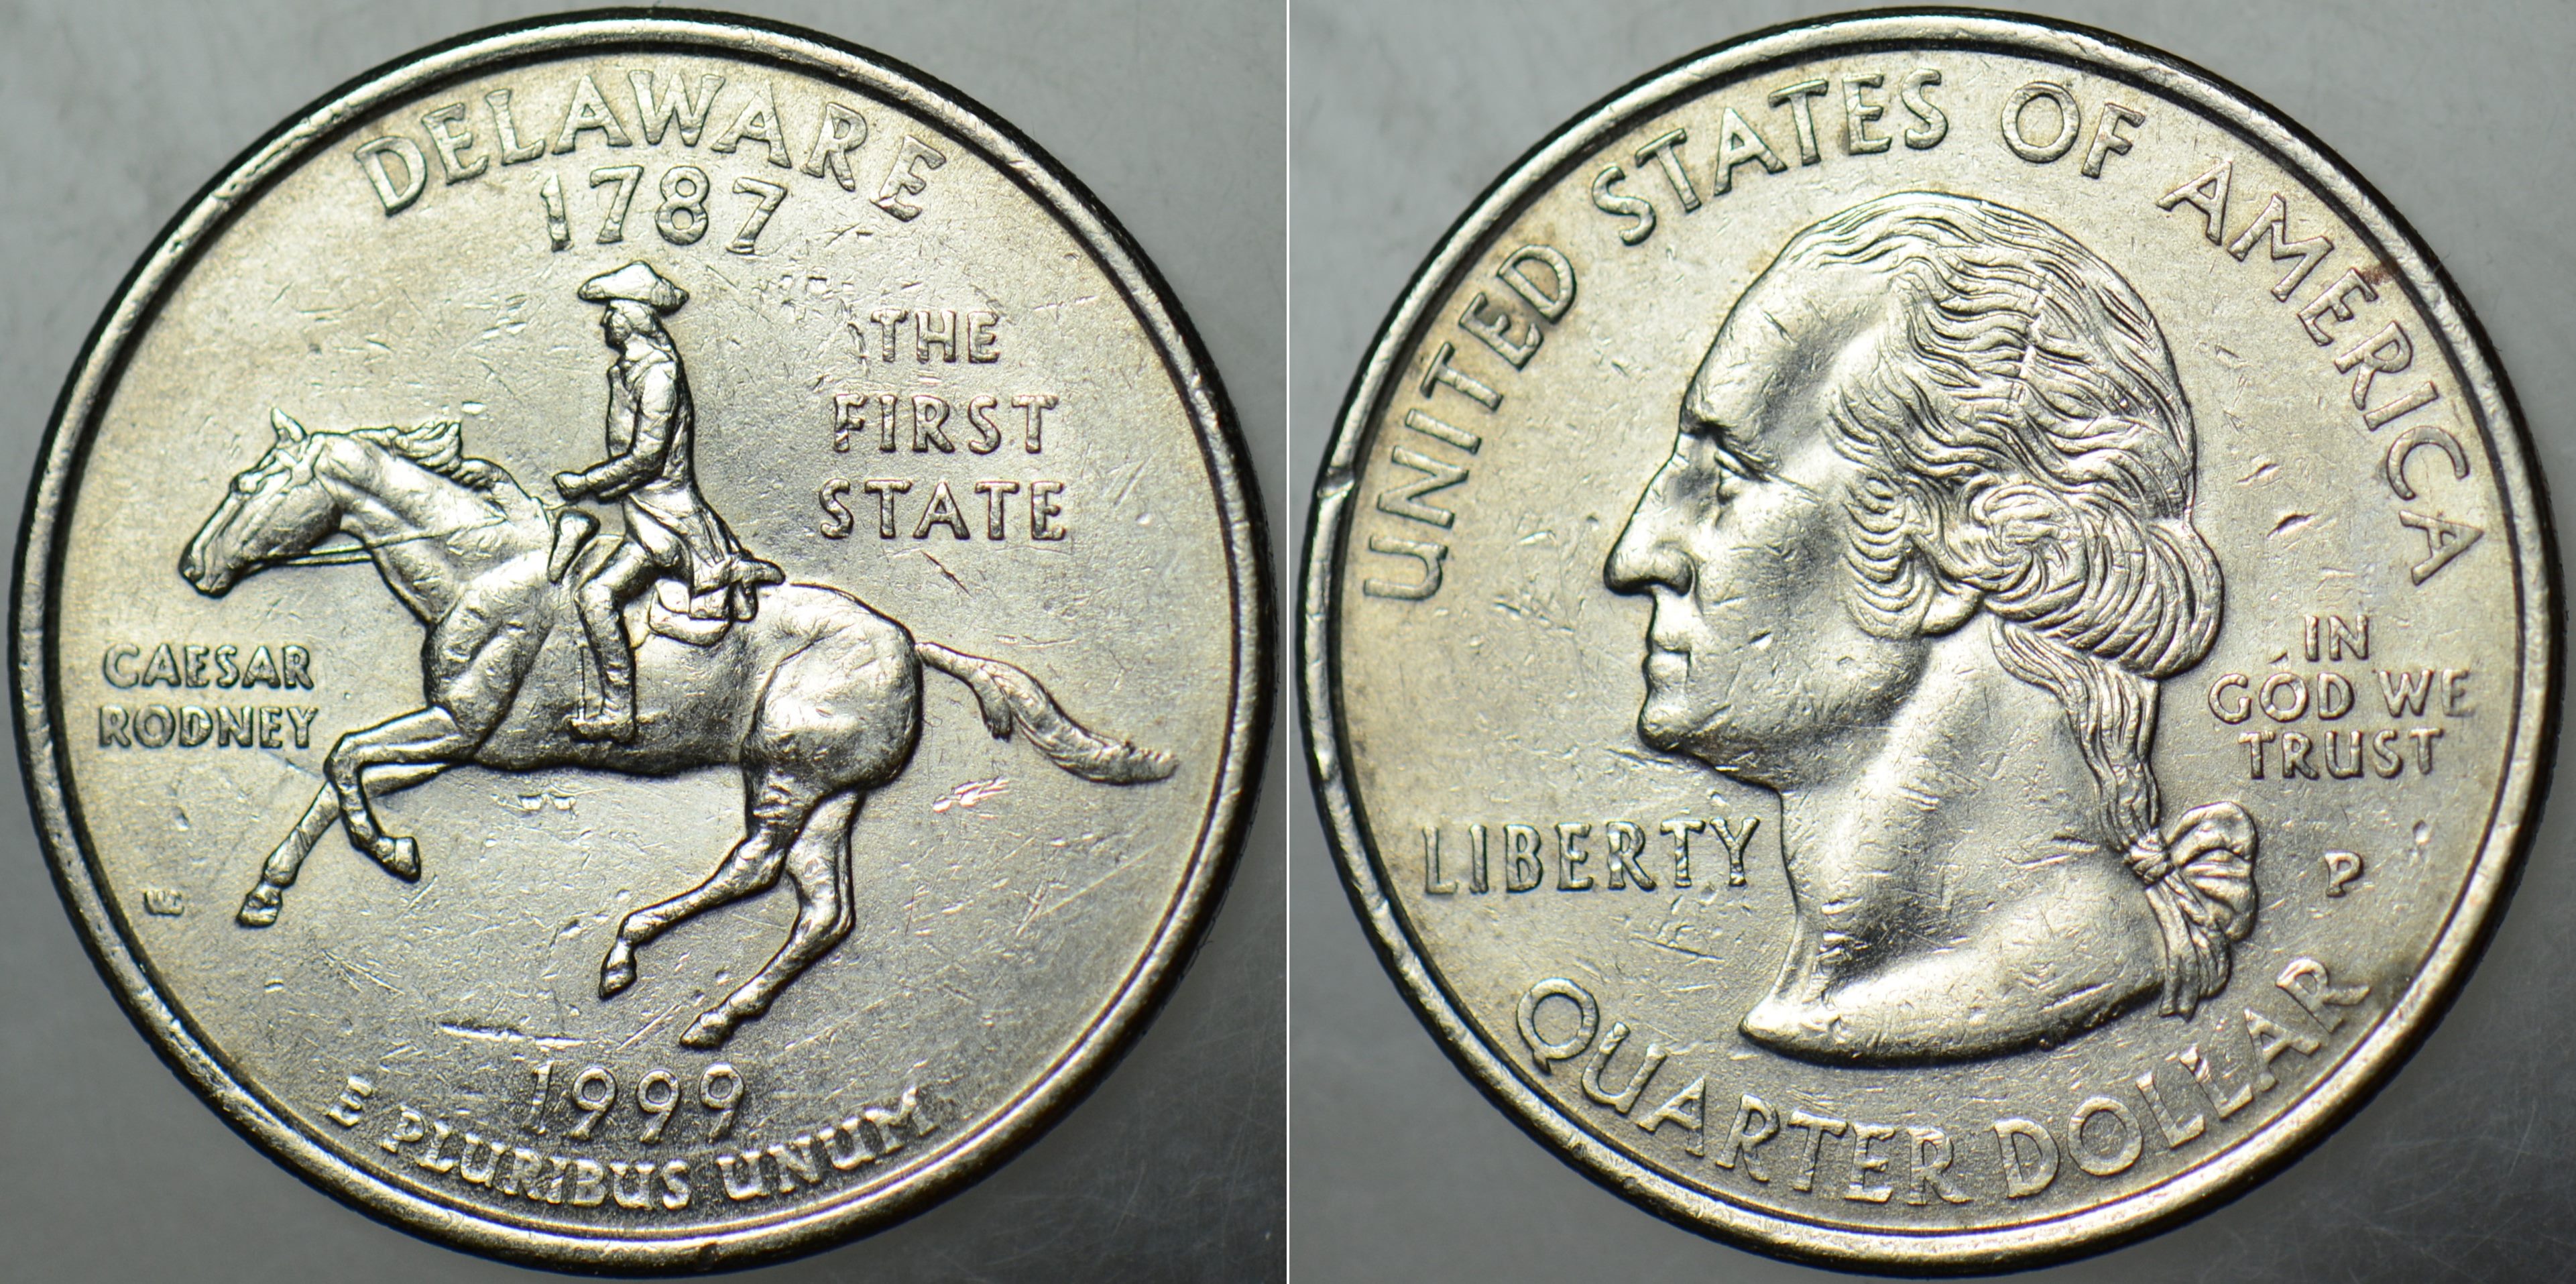 DELAWARE
1787
THE
FIRST
STATE
CAESAR
RODNEY
1999
E PLURIBUS UNUM
UNITED STATES OF AMERICA
IN
GOD WE
TRUST
LIBERTY
P
QUARTER DOLLAR